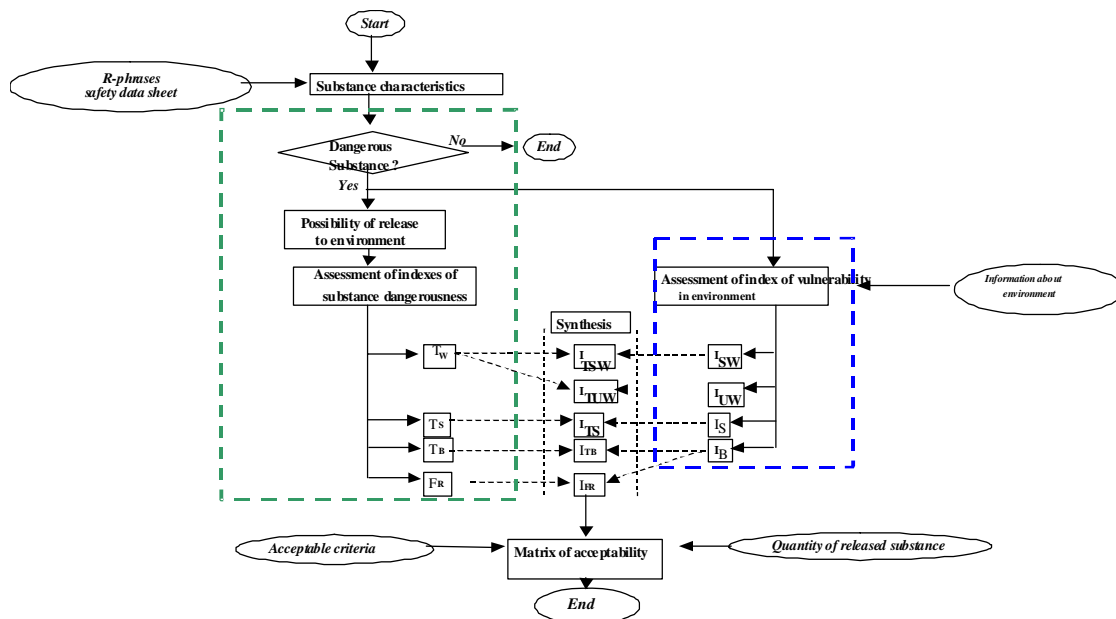 Start
R-phrases
safety data sheet
Substance characteristics
Dangerous
Substance ?
No
End
Yes
Possibility of release
to environment
Assessment of indexes of
substance dangerousness
Assessment of index of vulnerability
in environment
Information about
environment
Synthesis
TW
ITSW
ISW
ITUW
IUW
TS
ITS
IS
TB
ITB
IB
FR
IFR
Acceptable criteria
Matrix of acceptability
Quantity of released substance
End